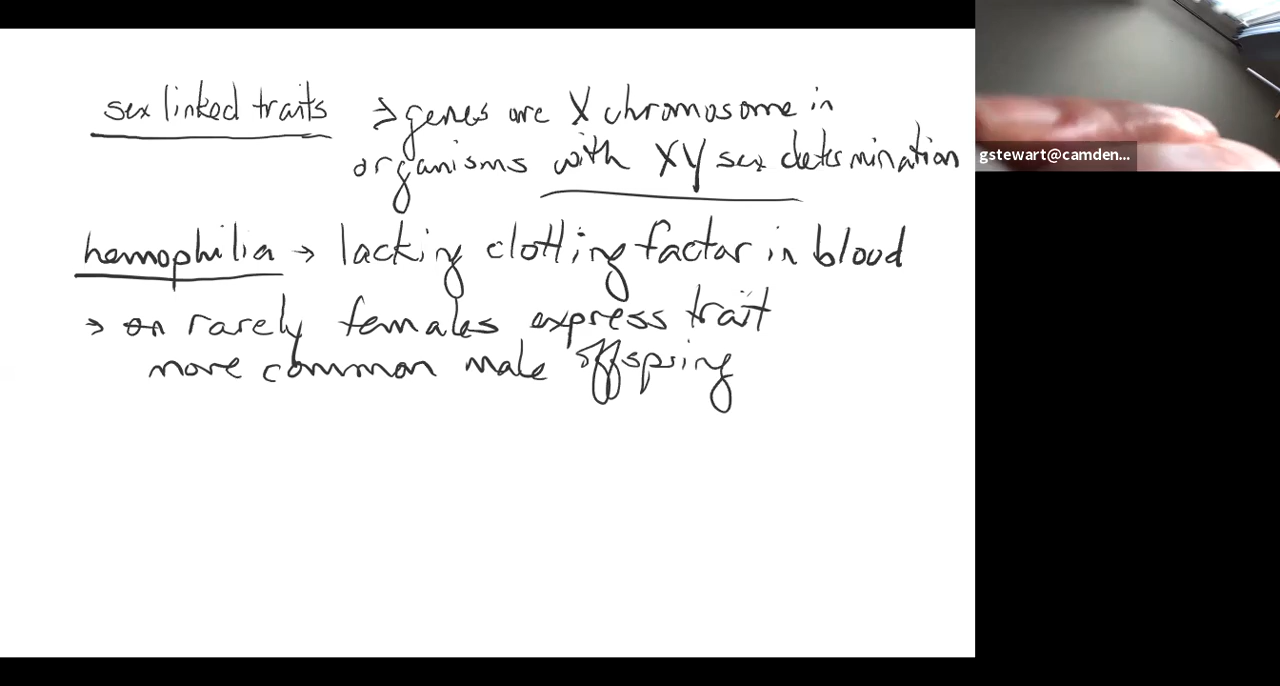 sex linked traits → genes are X chromosome in
organisms with XY sex determination
hemophilia → lacking clotting factor in blood
→ on rarely females express trait
more common male offspring
gstewart@camden...